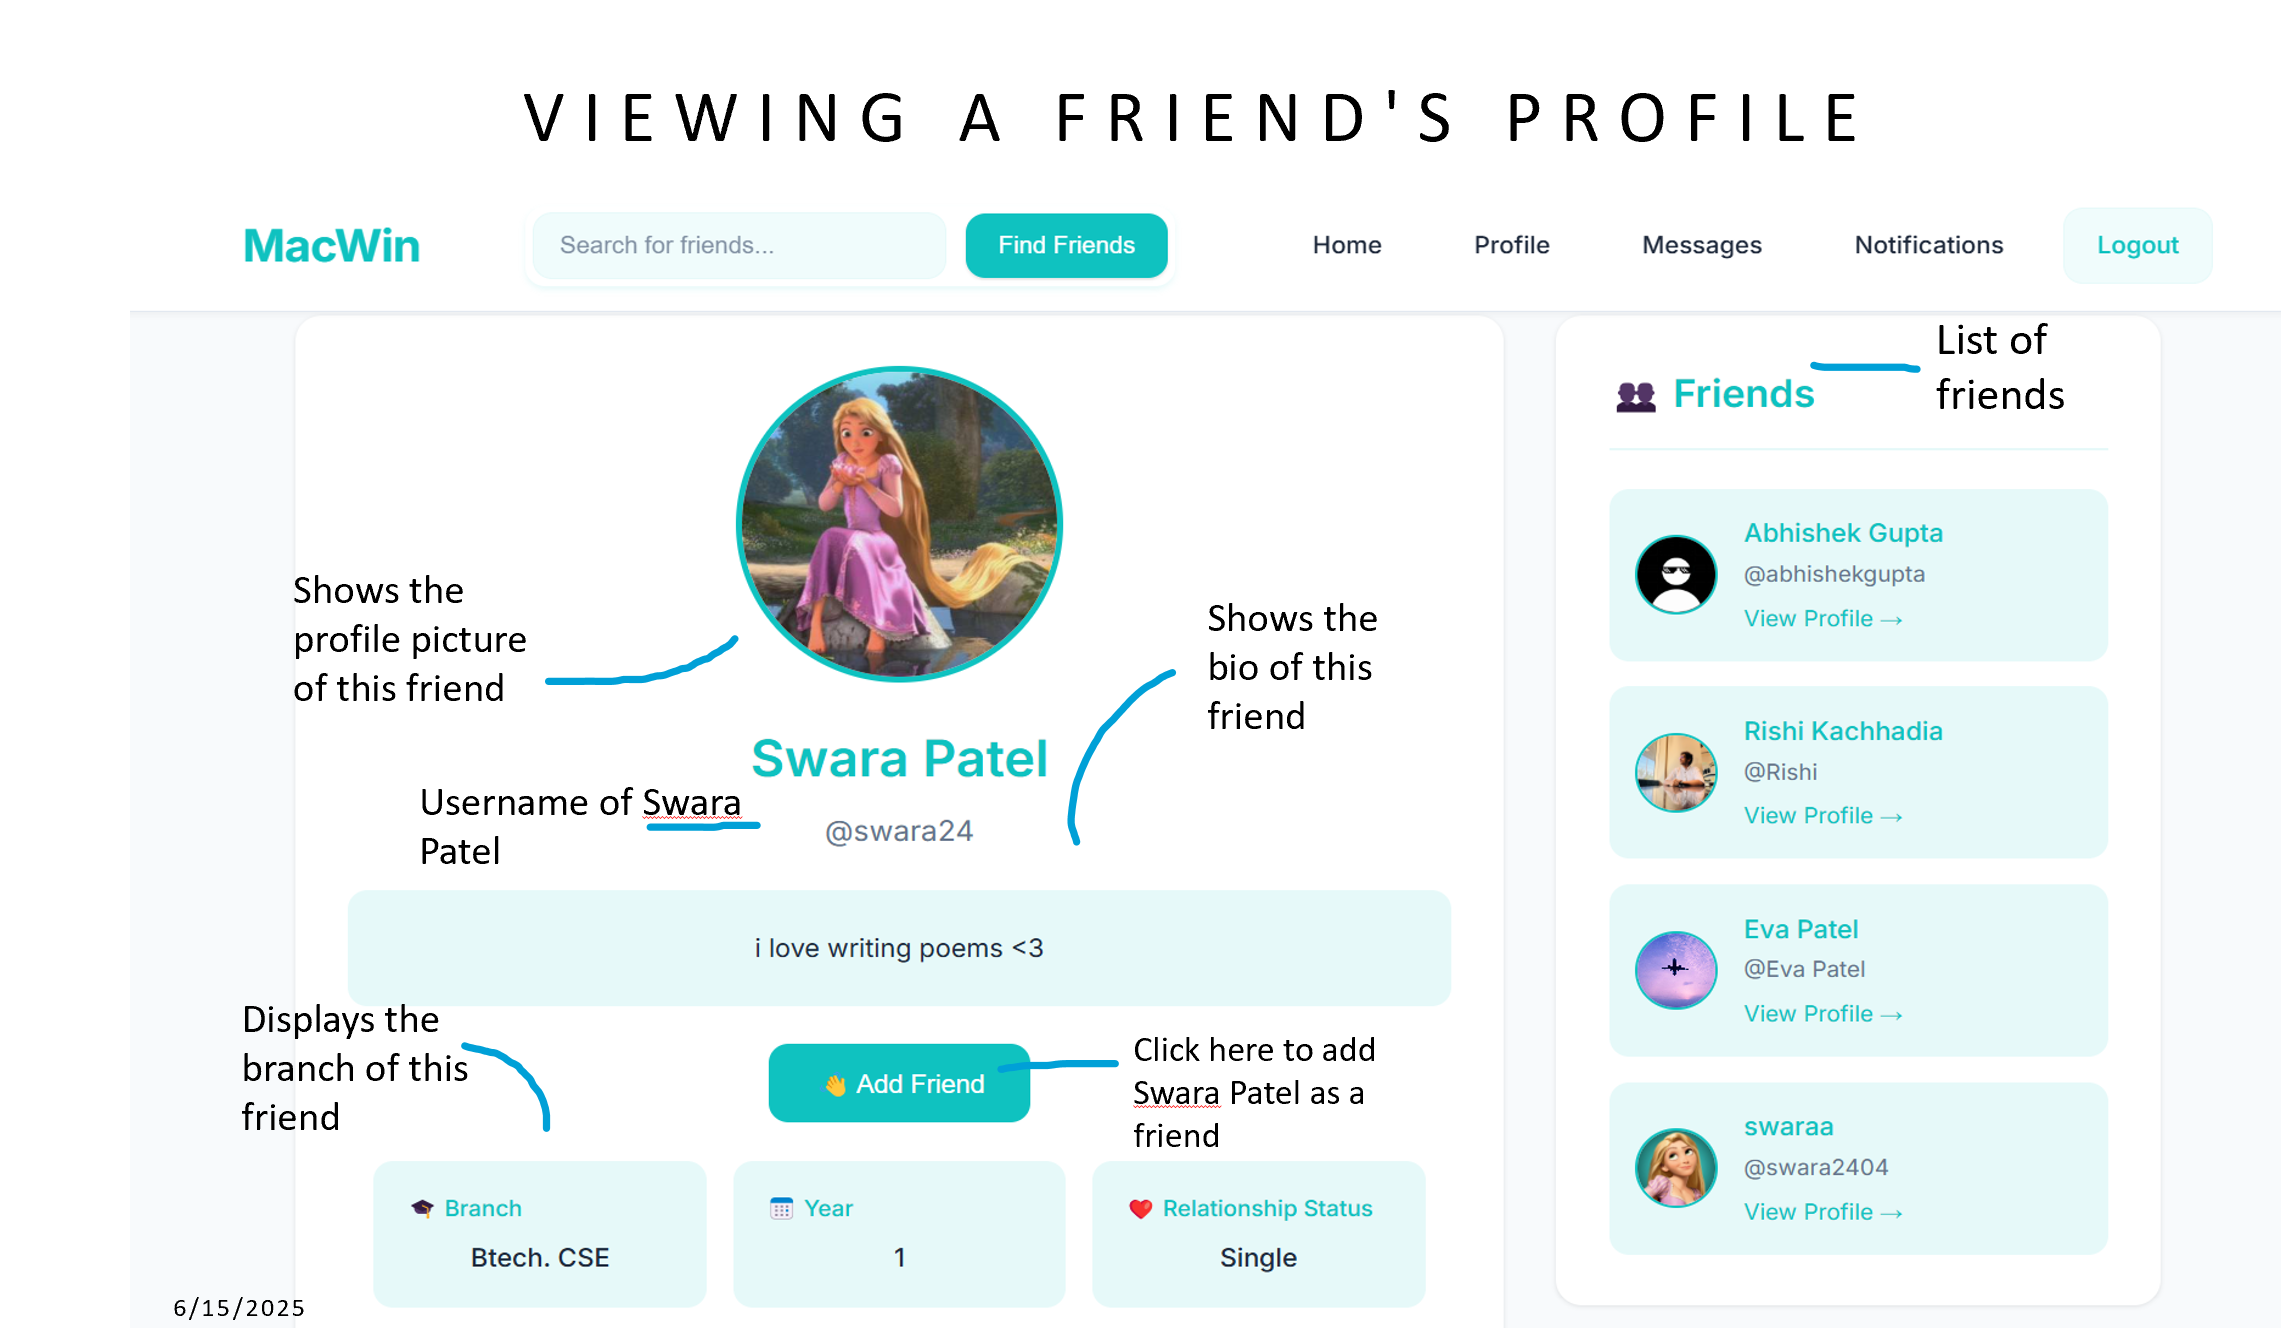 VIEWING A FRIEND'S PROFILE
MacWin
Search for friends...
Find Friends
Home
Profile
Messages
Notifications
Logout
Shows the
profile picture
of this friend
Swara Patel
Username of Swara
Patel
@swara24
Shows the
bio of this
friend
i love writing poems <3
Displays the
branch of this
friend
👋 Add Friend
Click here to add
Swara Patel as a
friend
🎓 Branch
Btech. CSE
📅 Year
1
❤️ Relationship Status
Single
👥 Friends
List of
friends
Abhishek Gupta
@abhishekgupta
View Profile →
Rishi Kachhadia
@Rishi
View Profile →
Eva Patel
@Eva Patel
View Profile →
swaraa
@swara2404
View Profile →
6/15/2025